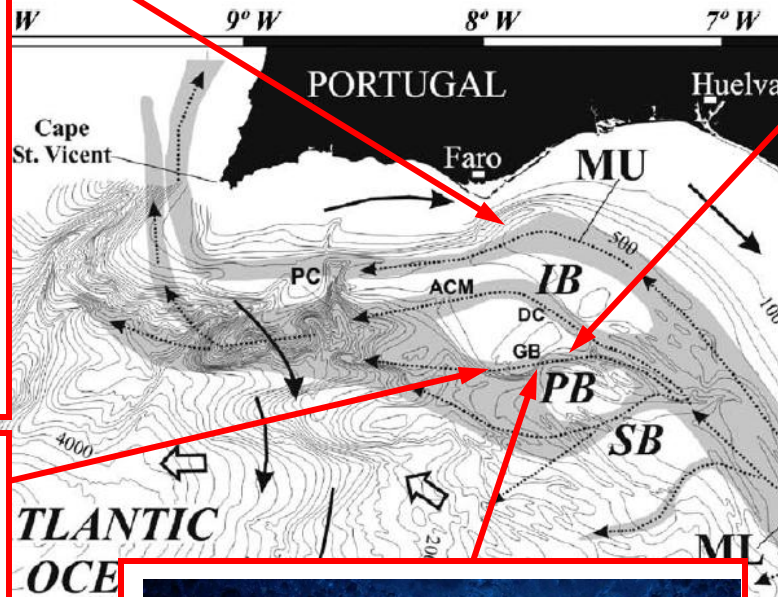 W
9º W
8º W
7º W
PORTUGAL
Huelva
Cape
St. Vicent
Faro
MU
500
100
IB
PC
ACM
DC
GB
PB
SB
4000
TLANTIC
OCE
200
ML